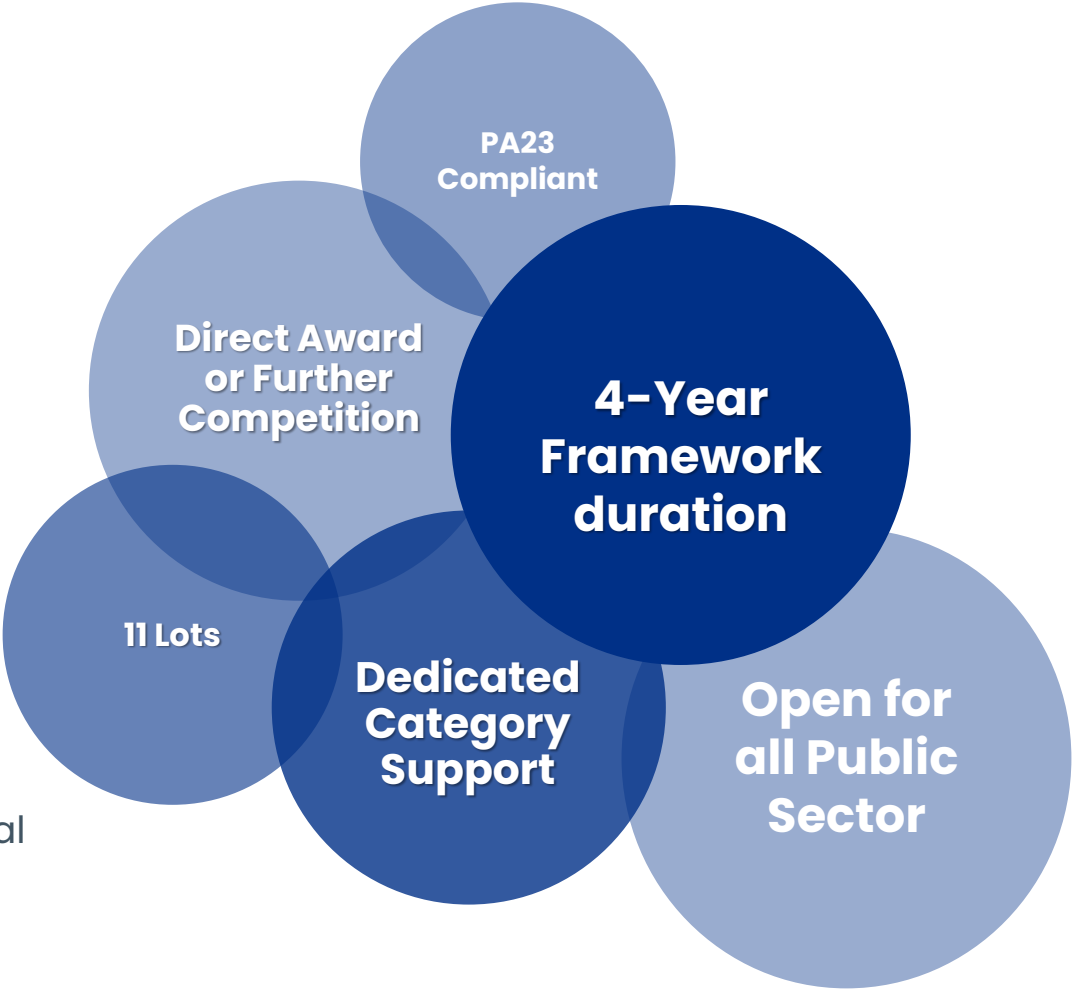 PA23
Compliant
Direct Award
or Further
Competition
4-Year
Framework
duration
11 Lots
Dedicated
Category
Support
Open for
all Public
Sector
al